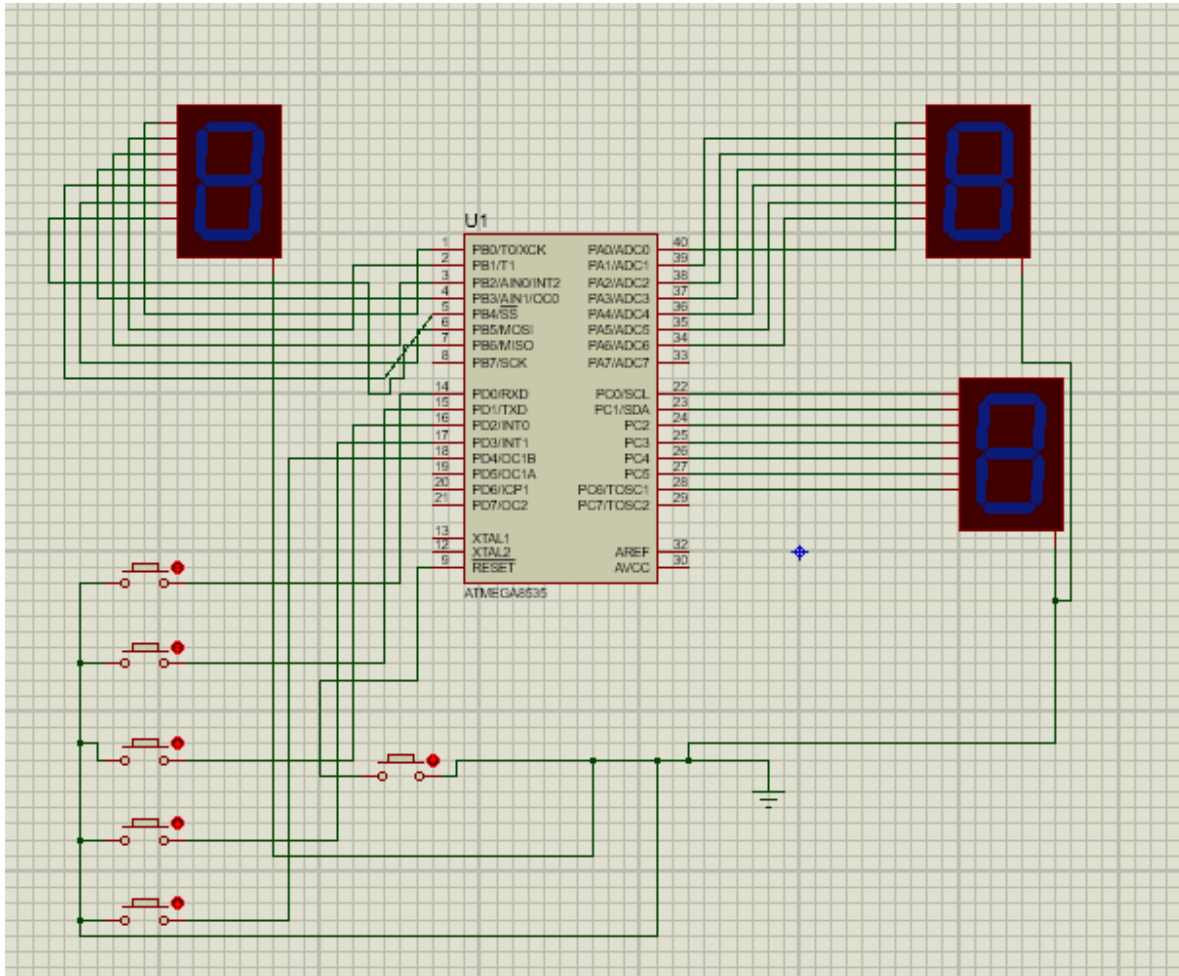 U1
1 PB0/T0/XCK PA0/ADC0 40
2 PB1/T1 PA1/ADC1 39
3 PB2/AIN0/INT2 PA2/ADC2 38
4 PB3/AIN1/OC0 PA3/ADC3 37
5 PB4/SS PA4/ADC4 36
6 PB5/MOSI PA5/ADC5 35
7 PB6/MISO PA6/ADC6 34
8 PB7/SCK PA7/ADC7 33
14 PD0/RXD PC0/SCL 22
15 PD1/TXD PC1/SDA 23
16 PD2/INT0 PC2 24
17 PD3/INT1 PC3 25
18 PD4/OC1B PC4 26
19 PD5/OC1A PC5 27
20 PD6/ICP1 PC6/TOSC1 28
21 PD7/OC2 PC7/TOSC2 29
13 XTAL1
12 XTAL2 AREF 32
9 RESET AVCC 30
ATMEGA8535